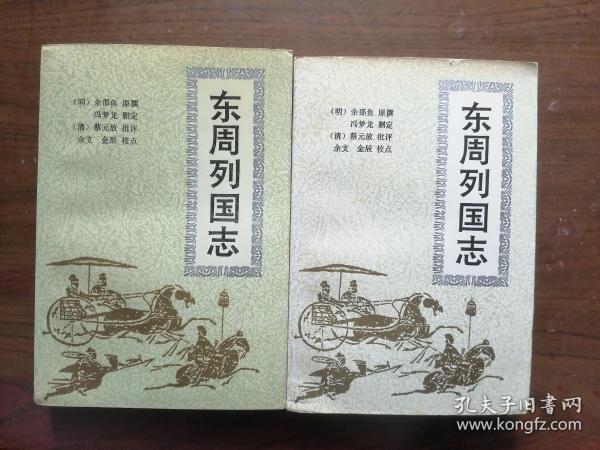 (明) 余邵鱼 原撰
冯梦龙 删定
(清) 蔡元放 批评
余支 金辰 校点
东周列国志
(明) 余邵鱼 原撰
冯梦龙 删定
(清) 蔡元放 批评
余支 金辰 校点
东周列国志
孔夫子旧書网
www.kongfz.com